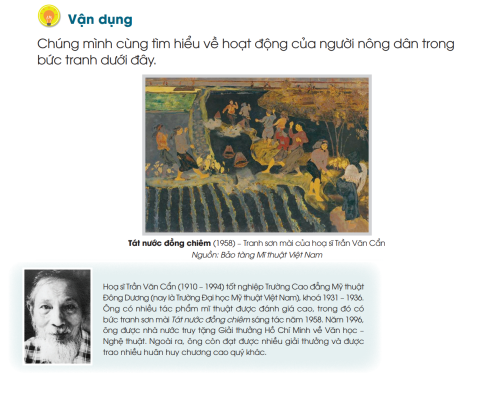 Vận dụng
Chúng mình cùng tìm hiểu về hoạt động của người nông dân trong
bức tranh dưới đây.
Tát nước đồng chiêm (1958) – Tranh sơn mài của hoạ sĩ Trần Văn Cẩn
Nguồn: Bảo tàng Mĩ thuật Việt Nam
Hoạ sĩ Trần Văn Cẩn (1910 – 1994) tốt nghiệp Trường Cao đẳng Mỹ thuật
Đông Dương (nay là Trường Đại học Mỹ thuật Việt Nam), khoá 1931 – 1936.
Ông có nhiều tác phẩm mĩ thuật được đánh giá cao, trong đó có
bức tranh sơn mài Tát nước đồng chiêm sáng tác năm 1958. Năm 1996,
ông được nhà nước truy tặng Giải thưởng Hồ Chí Minh về Văn học –
Nghệ thuật. Ngoài ra, ông còn đạt được nhiều giải thưởng và được
trao nhiều huân huy chương cao quý khác.